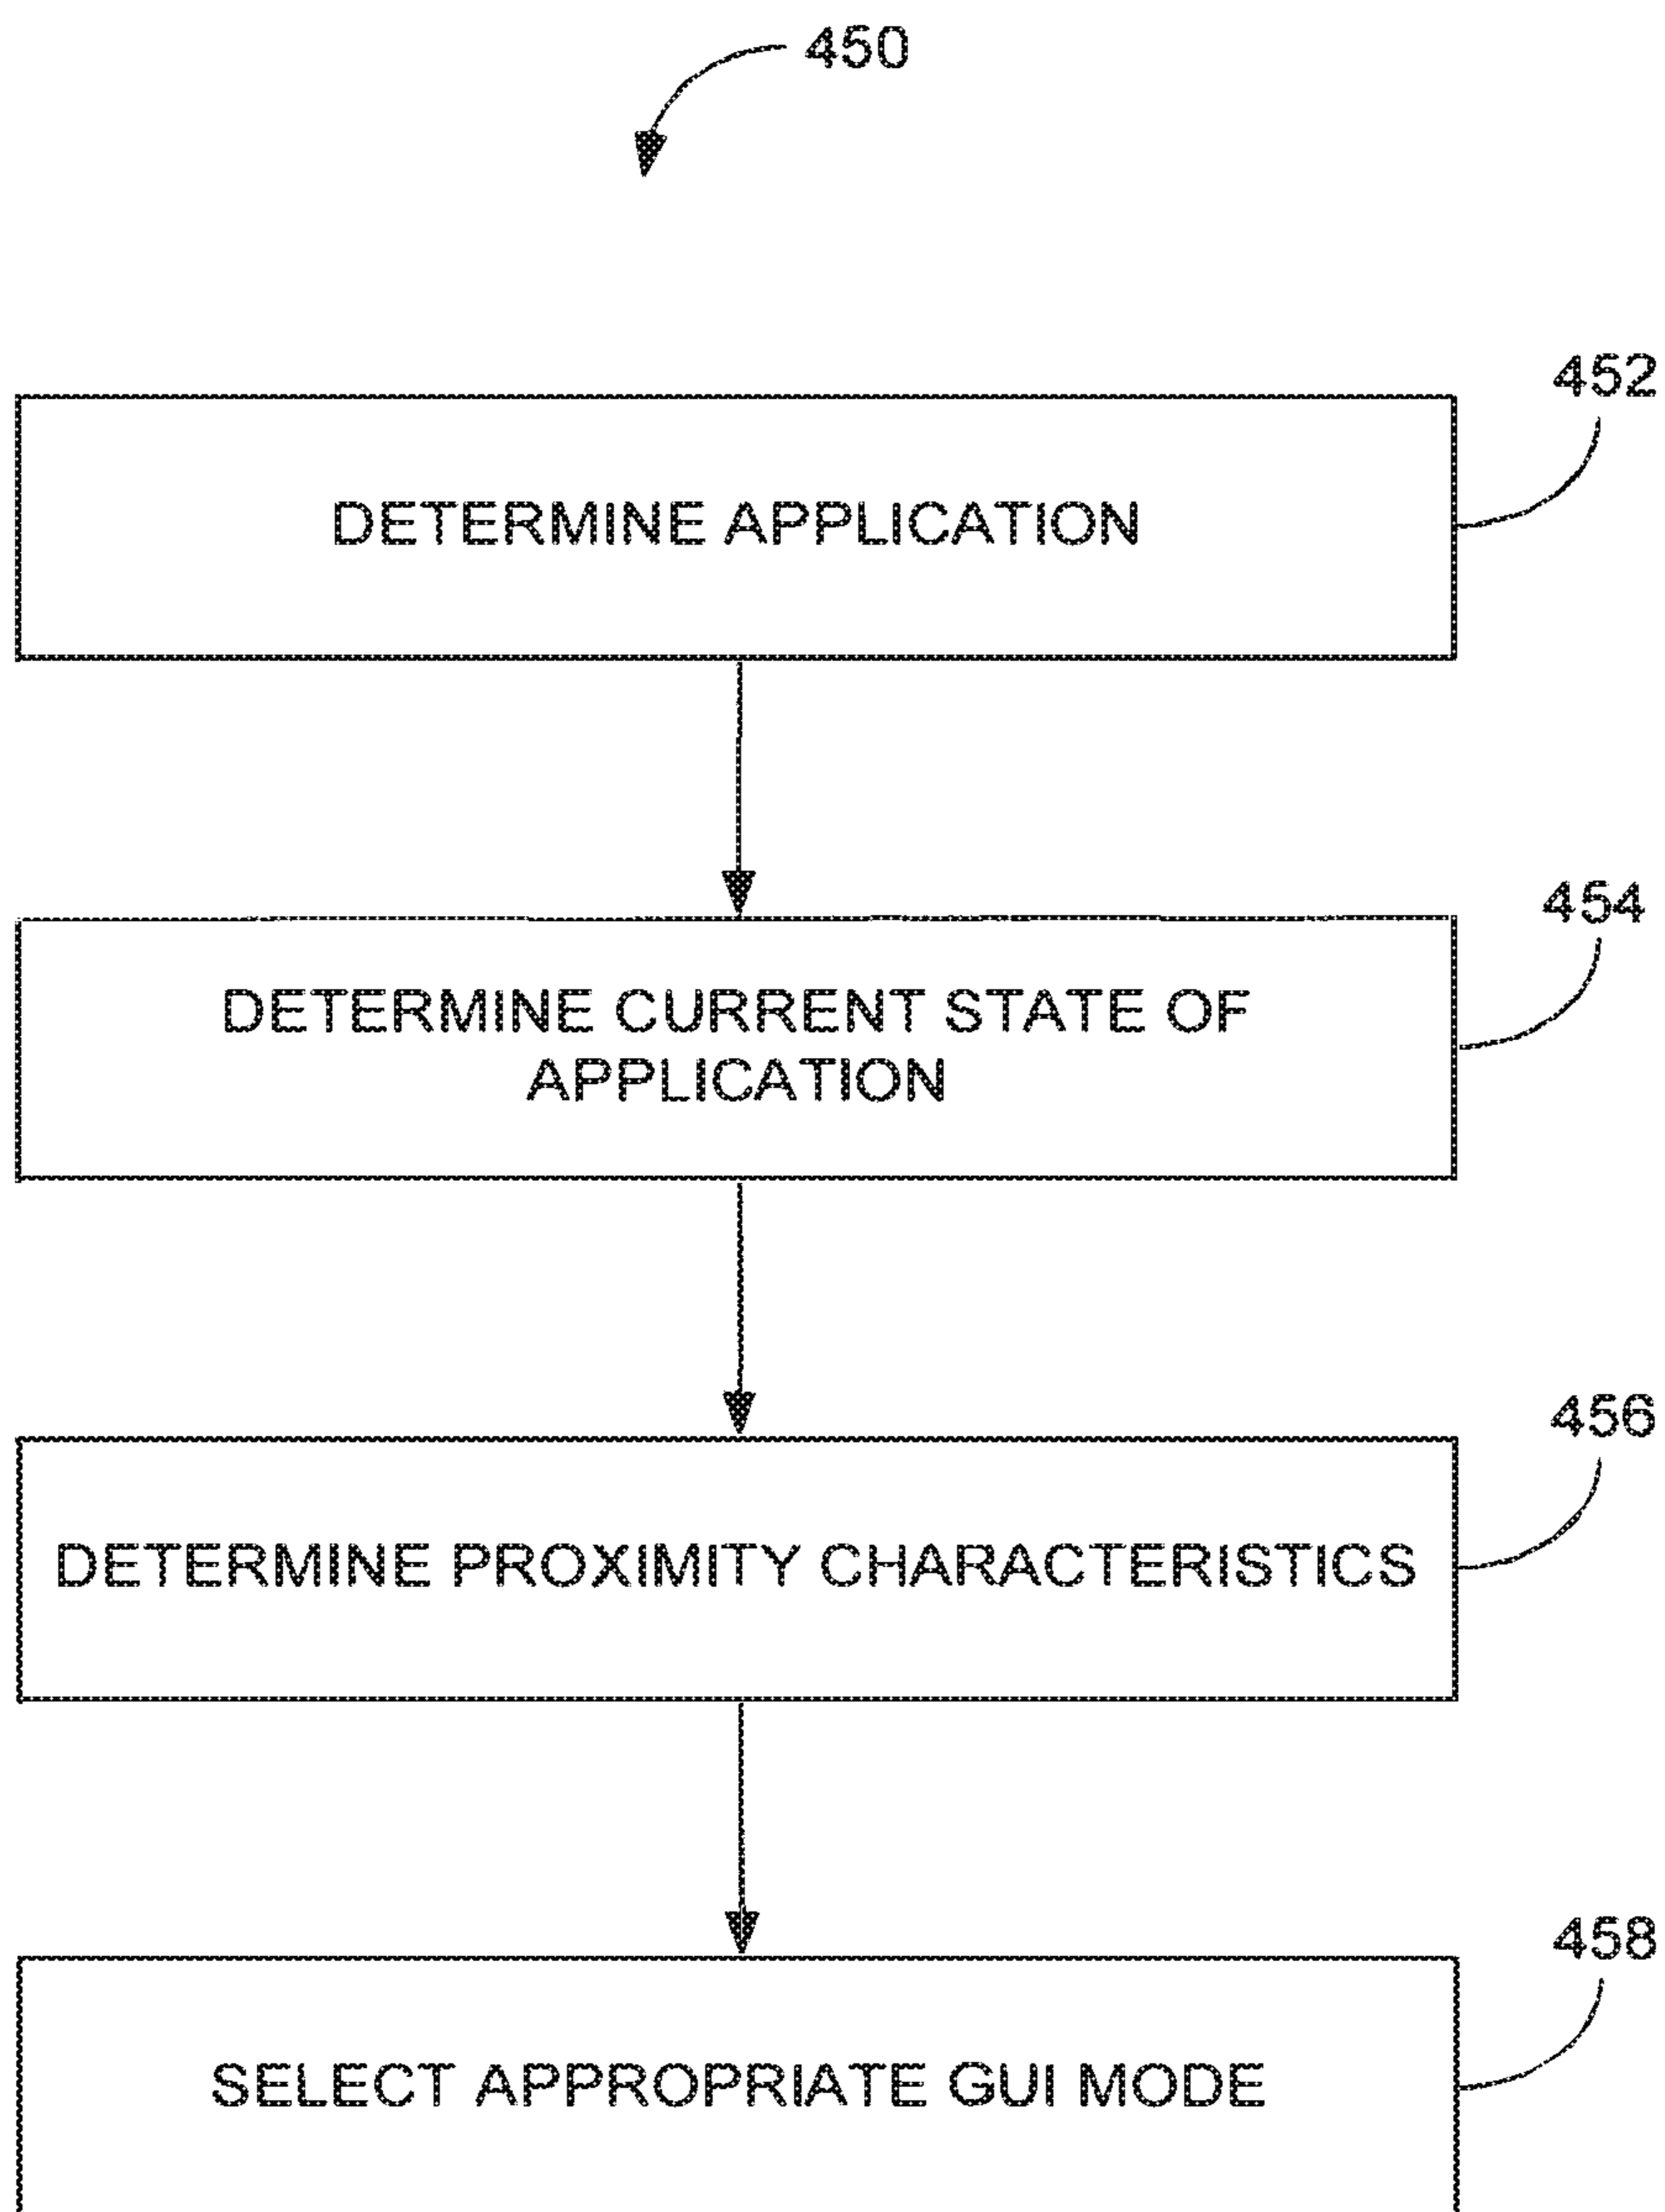 450
452
DETERMINE APPLICATION
454
DETERMINE CURRENT STATE OF
APPLICATION
456
DETERMINE PROXIMITY CHARACTERISTICS
458
SELECT APPROPRIATE GUI MODE